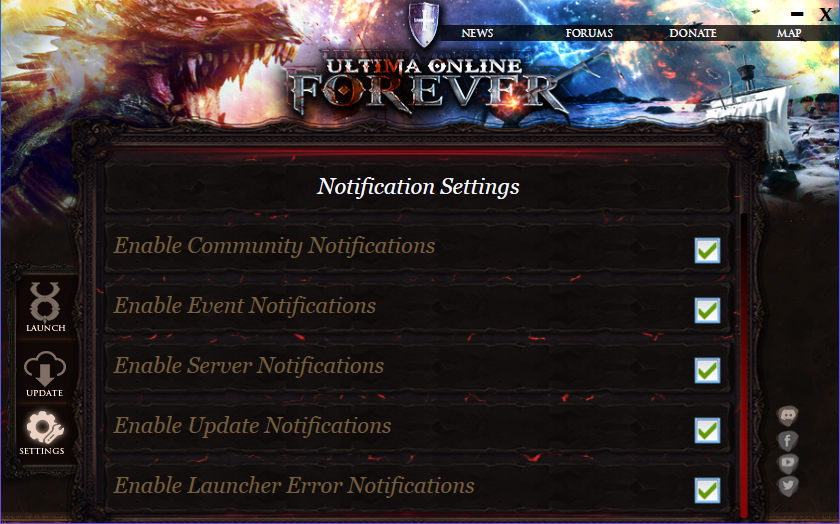 X
NEWS FORUMS DONATE MAP
ULTIMA ONLINE
FOREVER
Notification Settings
Enable Community Notifications
Enable Event Notifications
LAUNCH
Enable Server Notifications
UPDATE
Enable Update Notifications
SETTINGS
Enable Launcher Error Notifications